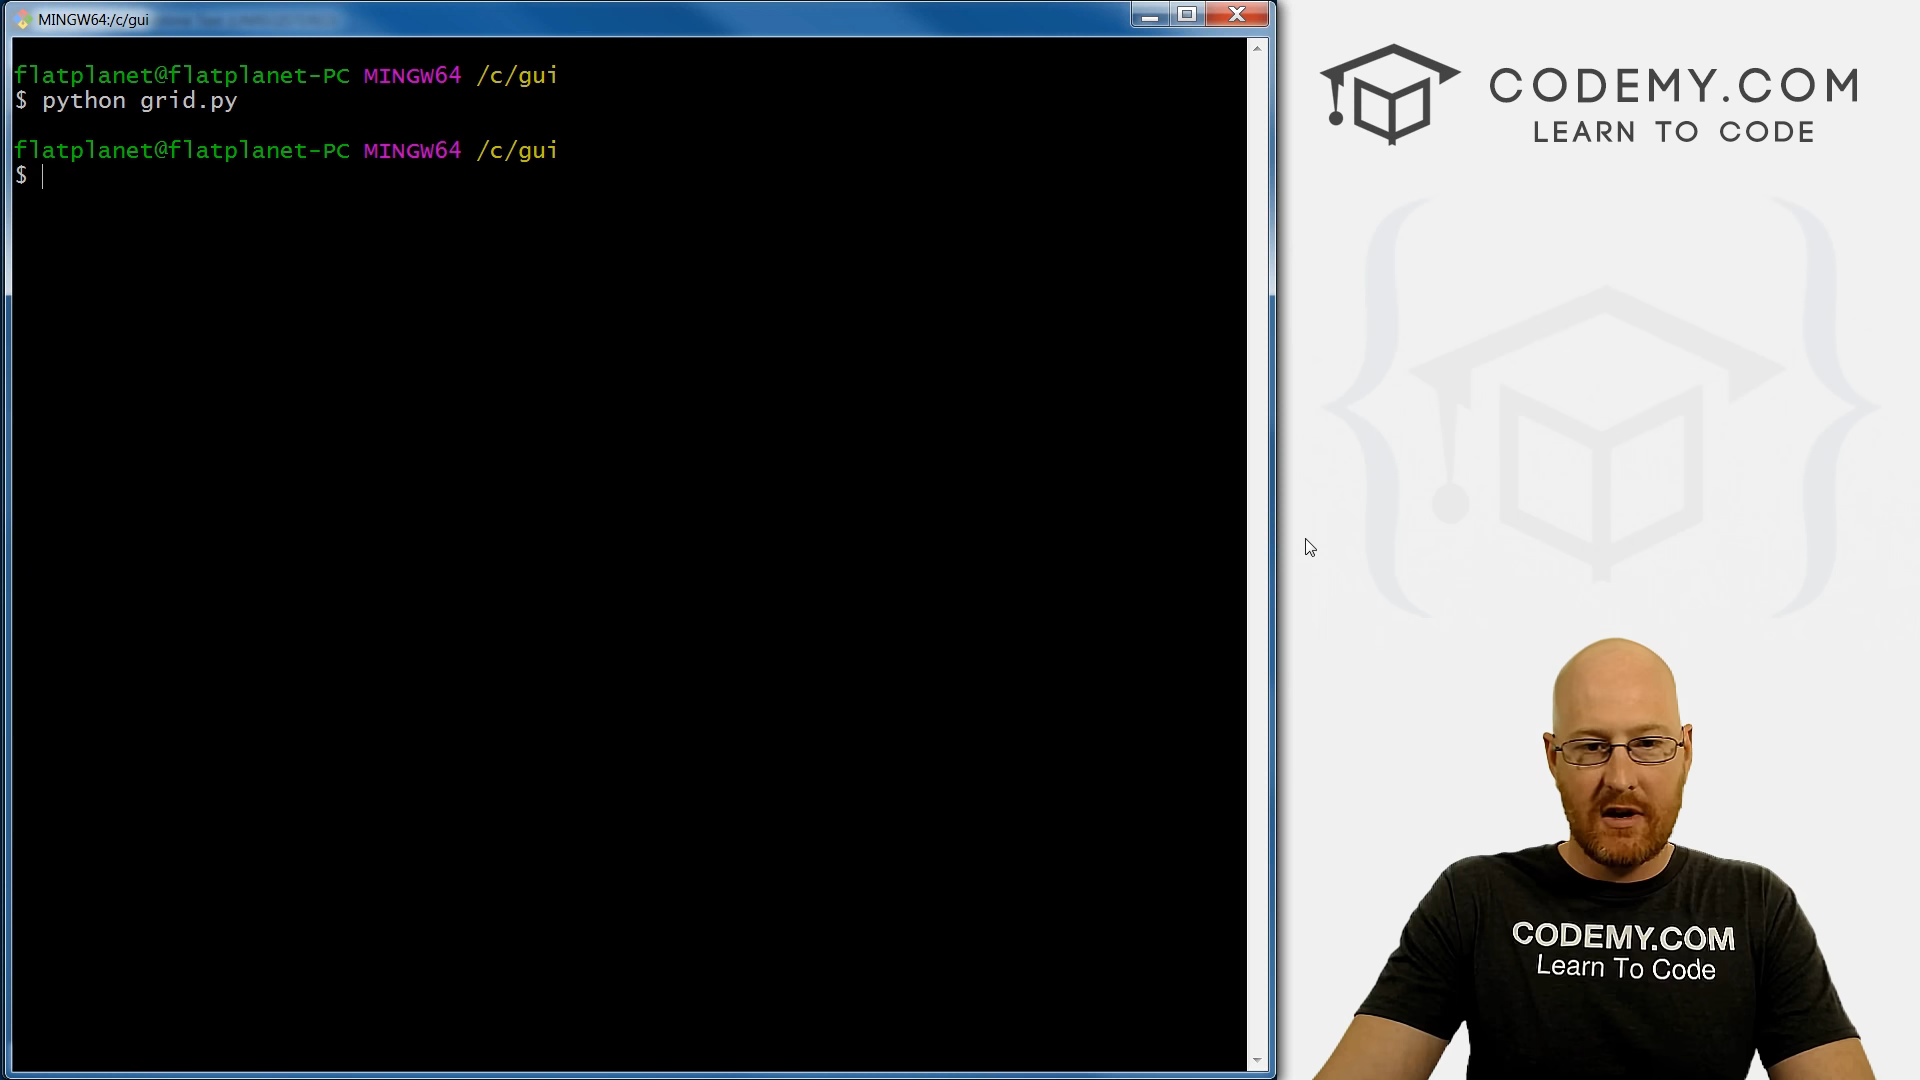 MINGW64:/c/gui
flatplanet@flatplanet-PC MINGW64 /c/gui
$ python grid.py
flatplanet@flatplanet-PC MINGW64 /c/gui
$
CODEMY.COM
LEARN TO CODE
CODEMY.COM
Learn To Code